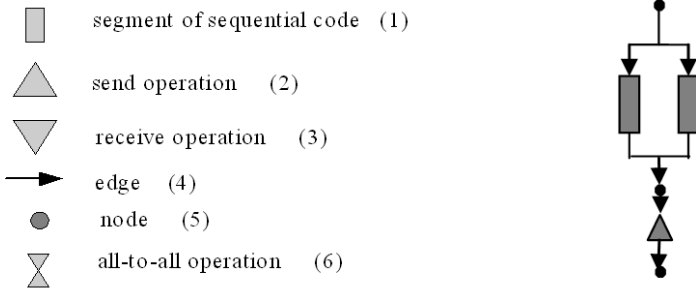 segment of sequential code (1)
send operation (2)
receive operation (3)
edge (4)
node (5)
all-to-all operation (6)